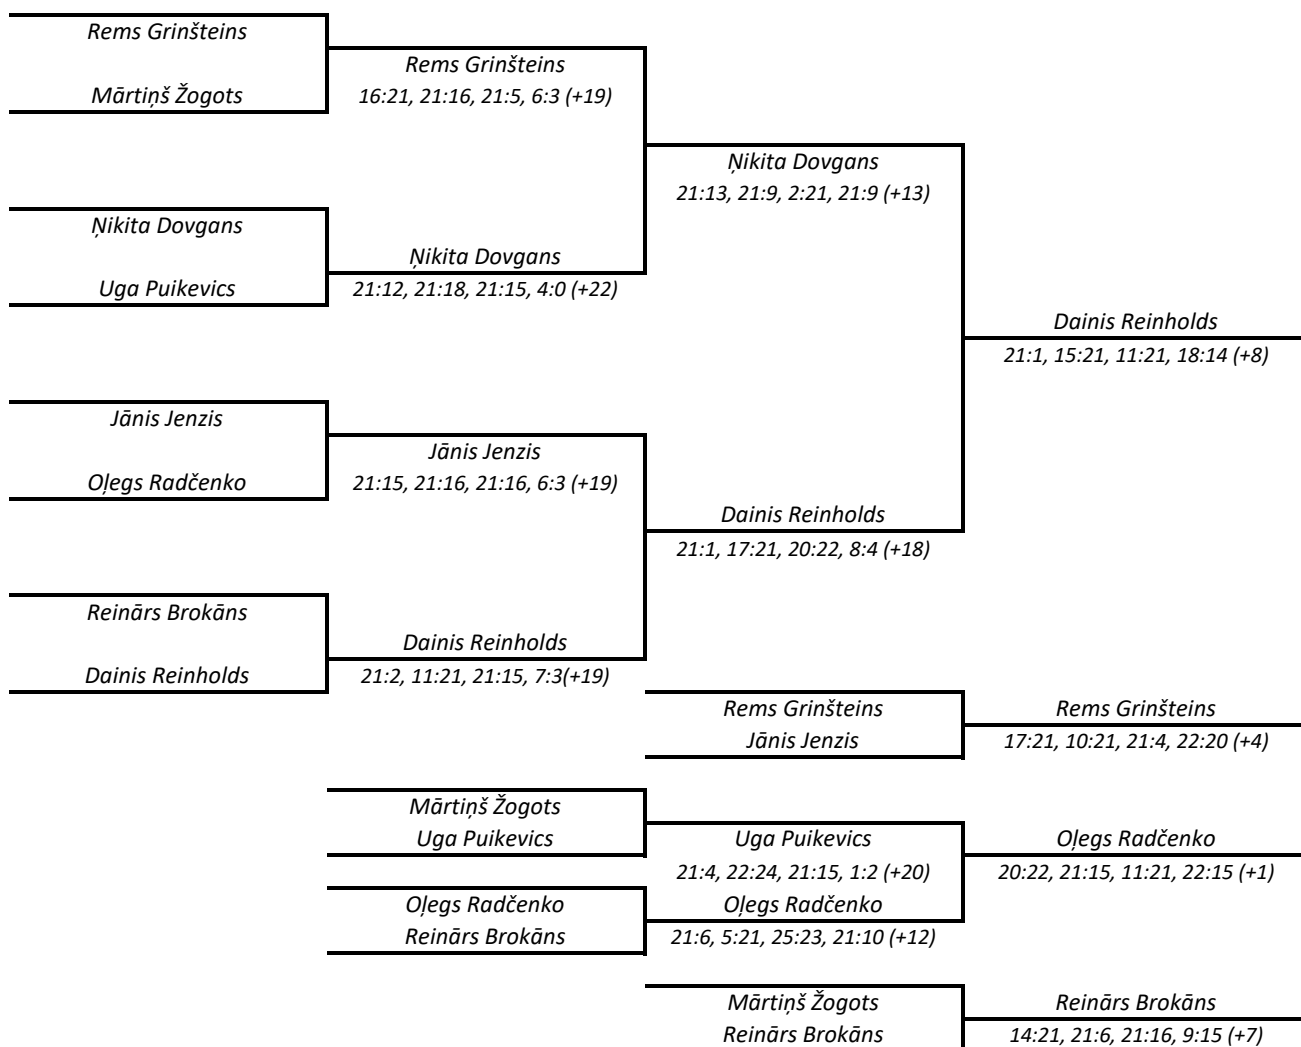 Rems Grinšteins
Rems Grinšteins
Mārtiņš Žogots
16:21, 21:16, 21:5, 6:3 (+19)
Ņikita Dovgans
21:13, 21:9, 2:21, 21:9 (+13)
Ņikita Dovgans
Ņikita Dovgans
Uga Puikevics
21:12, 21:18, 21:15, 4:0 (+22)
Dainis Reinholds
21:1, 15:21, 11:21, 18:14 (+8)
Jānis Jenzis
Jānis Jenzis
Oļegs Radčenko
21:15, 21:16, 21:16, 6:3 (+19)
Dainis Reinholds
21:1, 17:21, 20:22, 8:4 (+18)
Reinārs Brokāns
Dainis Reinholds
Dainis Reinholds
21:2, 11:21, 21:15, 7:3(+19)
Rems Grinšteins
Rems Grinšteins
Jānis Jenzis
17:21, 10:21, 21:4, 22:20 (+4)
Mārtiņš Žogots
Uga Puikevics
Uga Puikevics
Oļegs Radčenko
21:4, 22:24, 21:15, 1:2 (+20)
20:22, 21:15, 11:21, 22:15 (+1)
Oļegs Radčenko
Oļegs Radčenko
Reinārs Brokāns
21:6, 5:21, 25:23, 21:10 (+12)
Mārtiņš Žogots
Reinārs Brokāns
Reinārs Brokāns
14:21, 21:6, 21:16, 9:15 (+7)